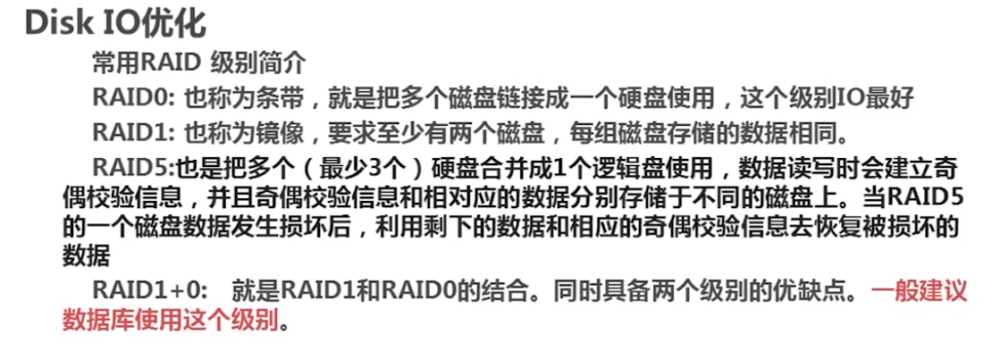 Disk IO优化
常用RAID 级别简介
RAID0: 也称为条带，就是把多个磁盘链接成一个硬盘使用，这个级别IO最好
RAID1: 也称为镜像，要求至少有两个磁盘，每组磁盘存储的数据相同。
RAID5:也是把多个（最少3个）硬盘合并成1个逻辑盘使用，数据读写时会建立奇
偶校验信息，并且奇偶校验信息和相对应的数据分别存储于不同的磁盘上。当RAID5
的一个磁盘数据发生损坏后，利用剩下的数据和相应的奇偶校验信息去恢复被损坏的
数据
RAID1+0: 就是RAID1和RAID0的结合。同时具备两个级别的优缺点。一般建议
数据库使用这个级别。